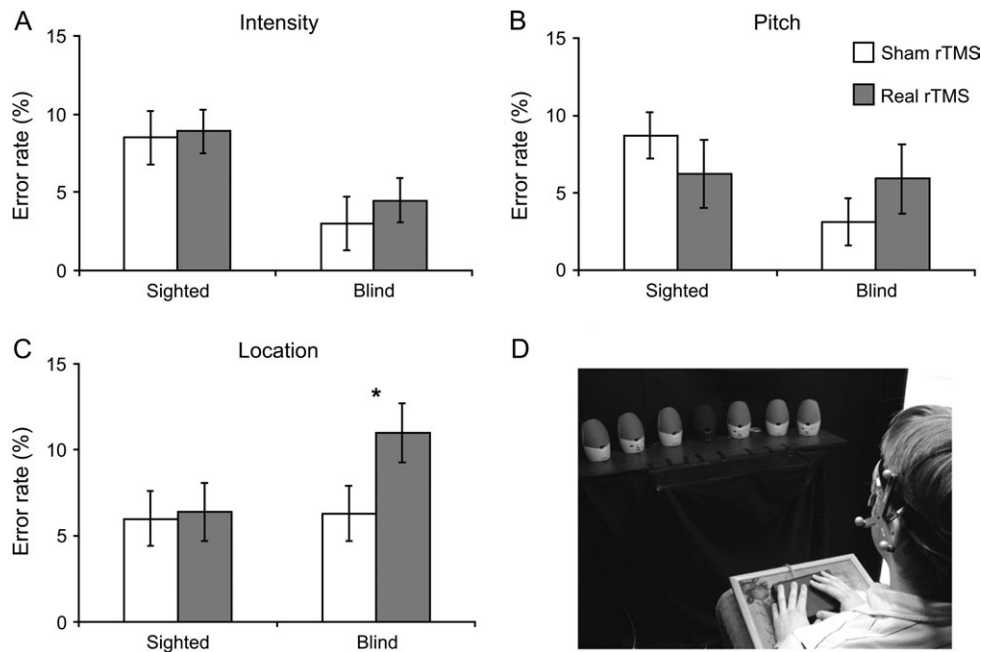 A
Intensity
15
10
5
0
Error rate (%)
Sighted
Blind
B
Pitch
15
10
5
0
Error rate (%)
Sighted
Blind
Sham rTMS
Real rTMS
C
Location
15
10
5
0
Error rate (%)
*
Sighted
Blind
D